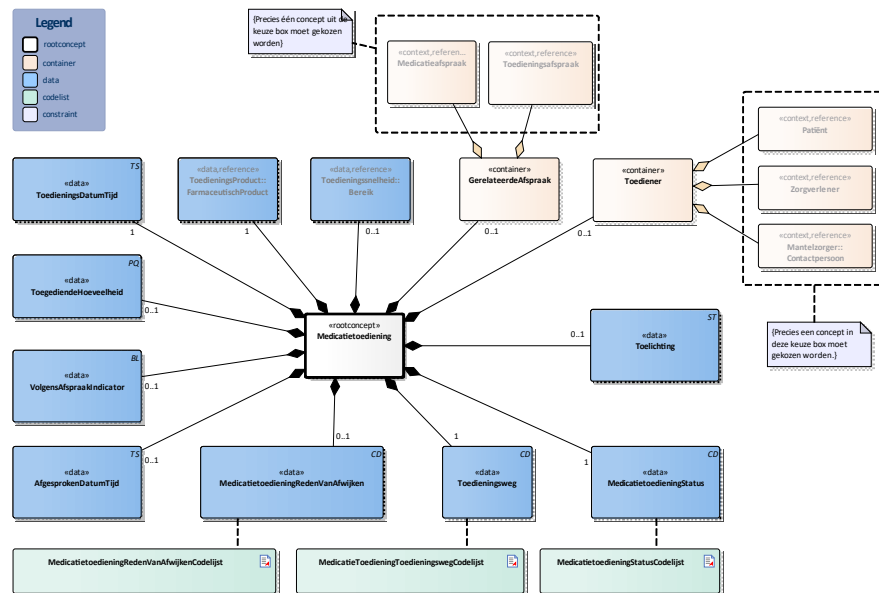 Legend
rootconcept
container
data
codelist
constraint
{Precies één concept uit de
keuze box moet gekozen
worden}
«context,referen...
Medicatieafspraak
«context,reference»
Toedieningsafspraak
«context,reference»
Patiënt
«context,reference»
Zorgverlener
«context,reference»
Mantelzorger::
Contactpersoon
TS
«data»
ToedieningsDatumTijd
1
«data,reference»
ToedieningsProduct::
FarmaceutischProduct
1
«data,reference»
Toedieningssnelheid::
Bereik
0..1
«container»
GerelateerdeAfspraak
0..1
«container»
Toediener
0..1
PQ
«data»
ToegediendeHoeveelheid
0..1
«rootconcept»
Medicatietoediening
ST
«data»
Toelichting
0..1
{Precies een concept in
deze keuze box moet
gekozen worden.}
BL
«data»
VolgensAfspraakIndicator
0..1
TS
«data»
AfgesprokenDatumTijd
0..1
CD
«data»
MedicatietoedieningRedenVanAfwijken
0..1
CD
«data»
Toedieningsweg
1
CD
«data»
MedicatietoedieningStatus
1
MedicatietoedieningRedenVanAfwijkenCodelijst
MedicatieToedieningToedieningswegCodelijst
MedicatietoedieningStatusCodelijst